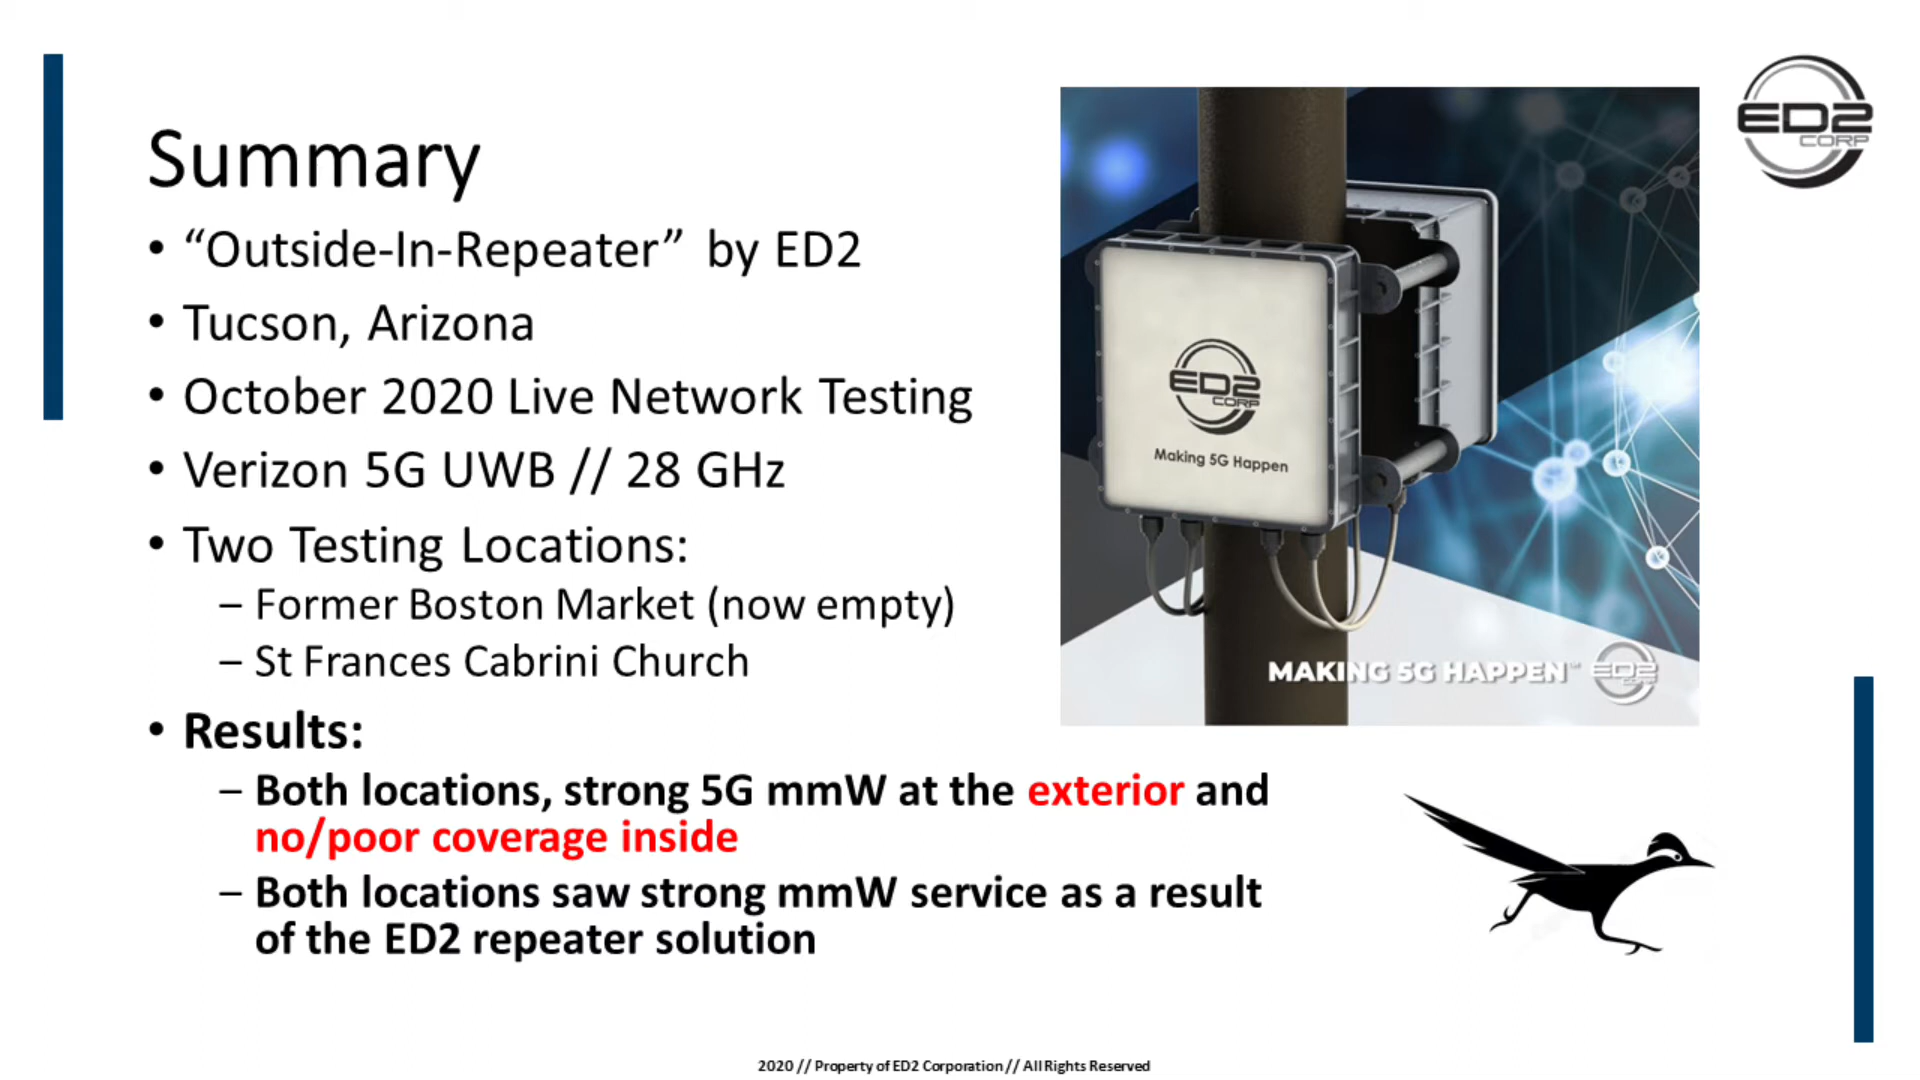 ED2
CORP
Summary
• “Outside-In-Repeater” by ED2
• Tucson, Arizona
• October 2020 Live Network Testing
• Verizon 5G UWB // 28 GHz
• Two Testing Locations:
– Former Boston Market (now empty)
– St Frances Cabrini Church
• Results:
– Both locations, strong 5G mmW at the exterior and
no/poor coverage inside
– Both locations saw strong mmW service as a result
of the ED2 repeater solution
ED2
CORP
Making 5G Happen
MAKING 5G HAPPEN™ ED2
CORP
2020 // Property of ED2 Corporation // All Rights Reserved